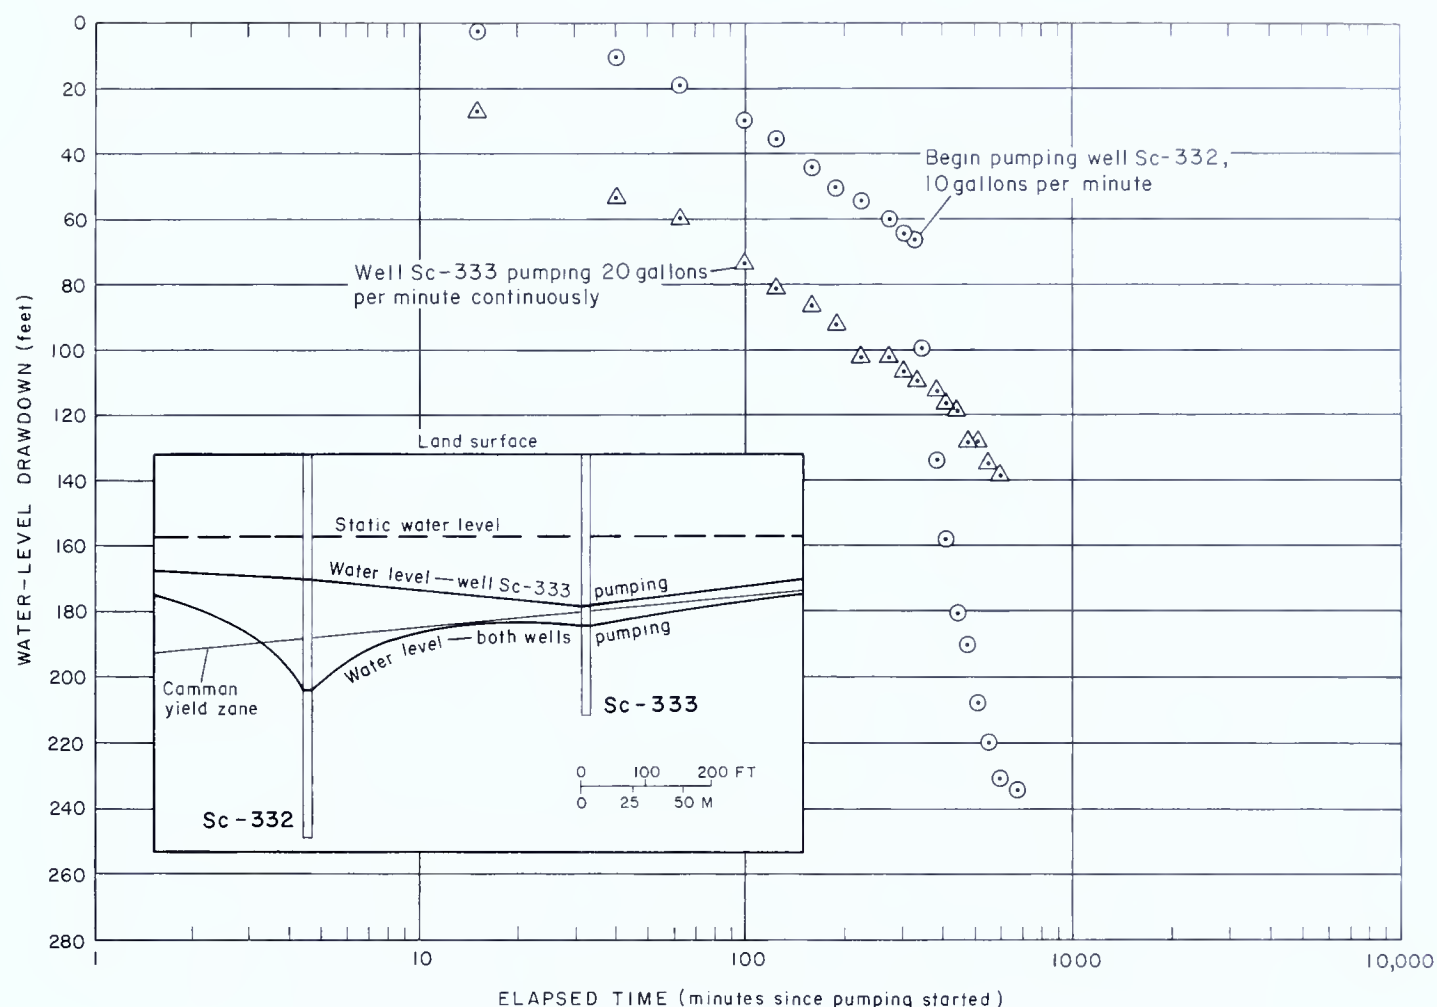 0
20
40
60
80
100
120
140
160
180
200
220
240
260
280
WATER-LEVEL DRAWDOWN (feet)
Begin pumping well Sc-332,
10 gallons per minute
Well Sc-333 pumping 20 gallons
per minute continuously
Land surface
Static water level
Water level—well Sc-333 pumping
Water level—both wells pumping
Camman
yield zane
Sc-333
Sc-332
0 100 200 FT
0 25 50 M
1 10 100 1000 10,000
ELAPSED TIME (minutes since pumping started)